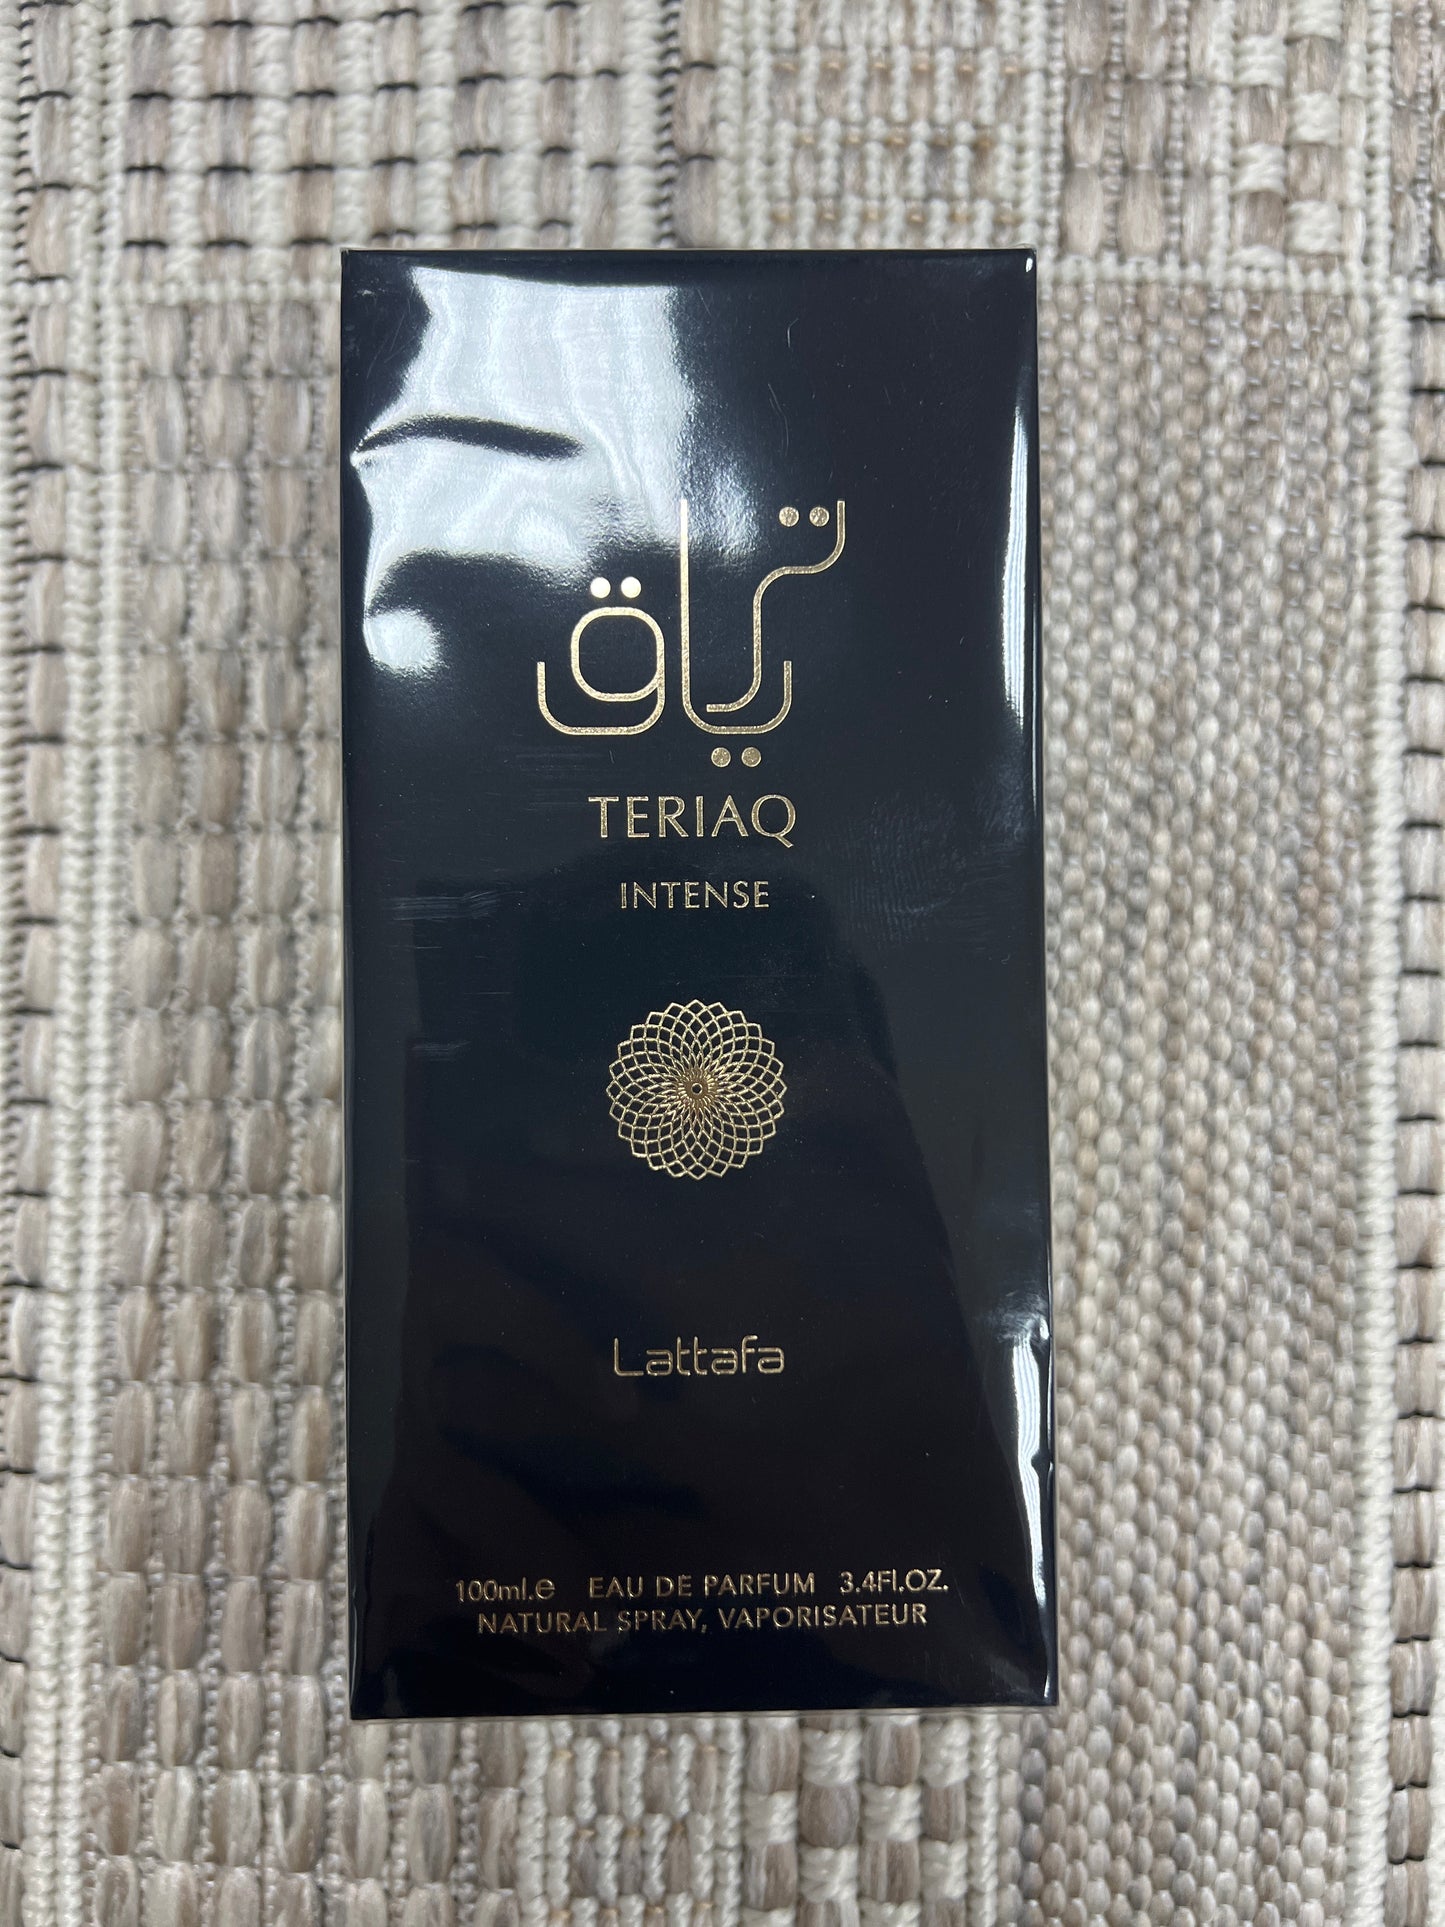 ترياق
TERIAQ
INTENSE
Lattafa
100ml.e EAU DE PARFUM 3.4Fl.OZ.
NATURAL SPRAY, VAPORISATEUR